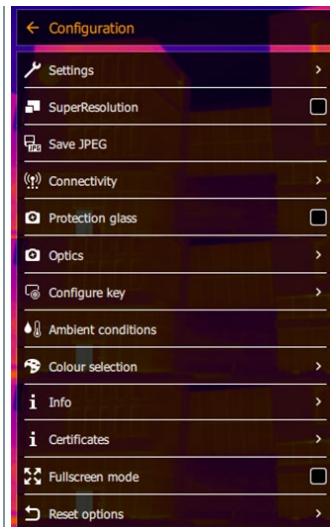 Configuration
Settings
SuperResolution
JPG
Save JPEG
Connectivity
Protection glass
Optics
Configure key
Ambient conditions
Colour selection
Info
Certificates
Fullscreen mode
Reset options